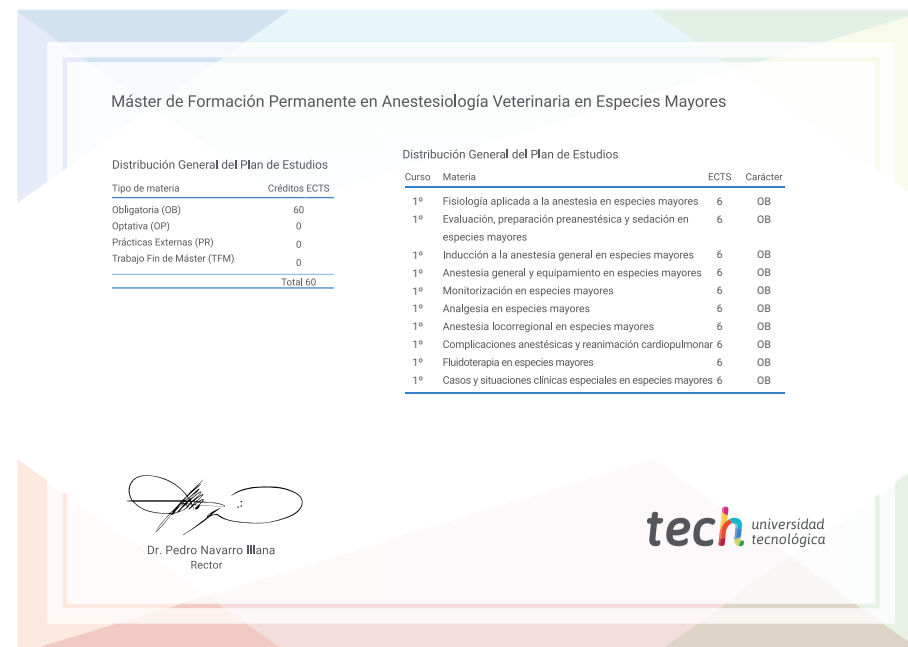 Máster de Formación Permanente en Anestesiología Veterinaria en Especies Mayores
Distribución General del Plan de Estudios
Tipo de materia Créditos ECTS
Obligatoria (OB) 60
Optativa (OP) 0
Prácticas Externas (PR) 0
Trabajo Fin de Máster (TFM) 0
Total 60
Distribución General del Plan de Estudios
Curso Materia ECTS Carácter
1º Fisiología aplicada a la anestesia en especies mayores 6 OB
1º Evaluación, preparación preanestésica y sedación en 6 OB
especies mayores
1º Inducción a la anestesia general en especies mayores 6 OB
1º Anestesia general y equipamiento en especies mayores 6 OB
1º Monitorización en especies mayores 6 OB
1º Analgesia en especies mayores 6 OB
1º Anestesia locorregional en especies mayores 6 OB
1º Complicaciones anestésicas y reanimación cardiopulmonar 6 OB
1º Fluidoterapia en especies mayores 6 OB
1º Casos y situaciones clínicas especiales en especies mayores 6 OB
Dr. Pedro Navarro Illana
Rector
tech universidad
tecnológica